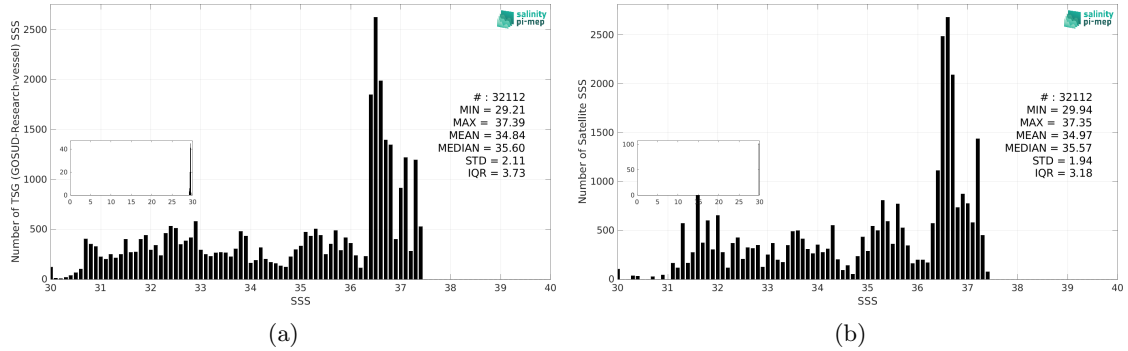 salinity
pi-mep
2500
2000
1500
1000
500
0
Number of TSG (GOSUD-Research-vessel) SSS
# : 32112
MIN = 29.21
MAX = 37.39
MEAN = 34.84
MEDIAN = 35.60
STD = 2.11
IQR = 3.73
40
20
0
0 5 10 15 20 25 30
30 31 32 33 34 35 36 37 38 39 40
SSS
(a)
salinity
pi-mep
2500
2000
1500
1000
500
0
Number of Satellite SSS
# : 32112
MIN = 29.94
MAX = 37.35
MEAN = 34.97
MEDIAN = 35.57
STD = 1.94
IQR = 3.18
100
50
0
0 5 10 15 20 25 30
30 31 32 33 34 35 36 37 38 39 40
SSS
(b)